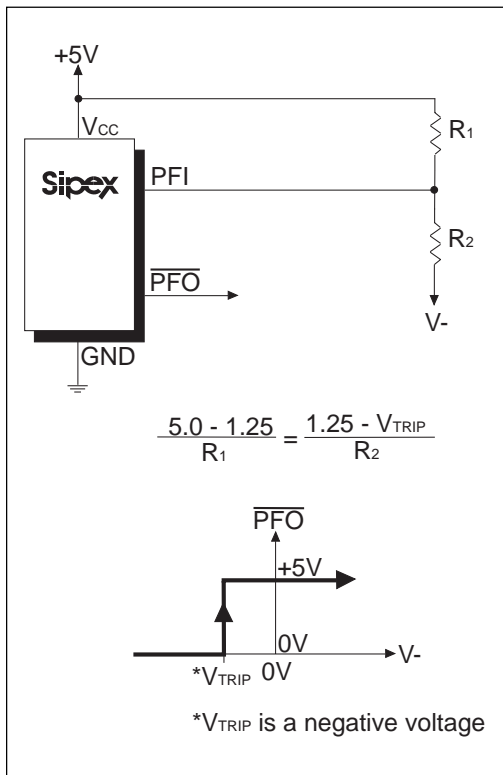 +5V
VCC
R1
Sipex
PFI
R2
PFO
V-
GND
5.0 - 1.25 / R1 = 1.25 - VTRIP / R2
PFO
+5V
0V
V-
*VTRIP 0V
*VTRIP is a negative voltage